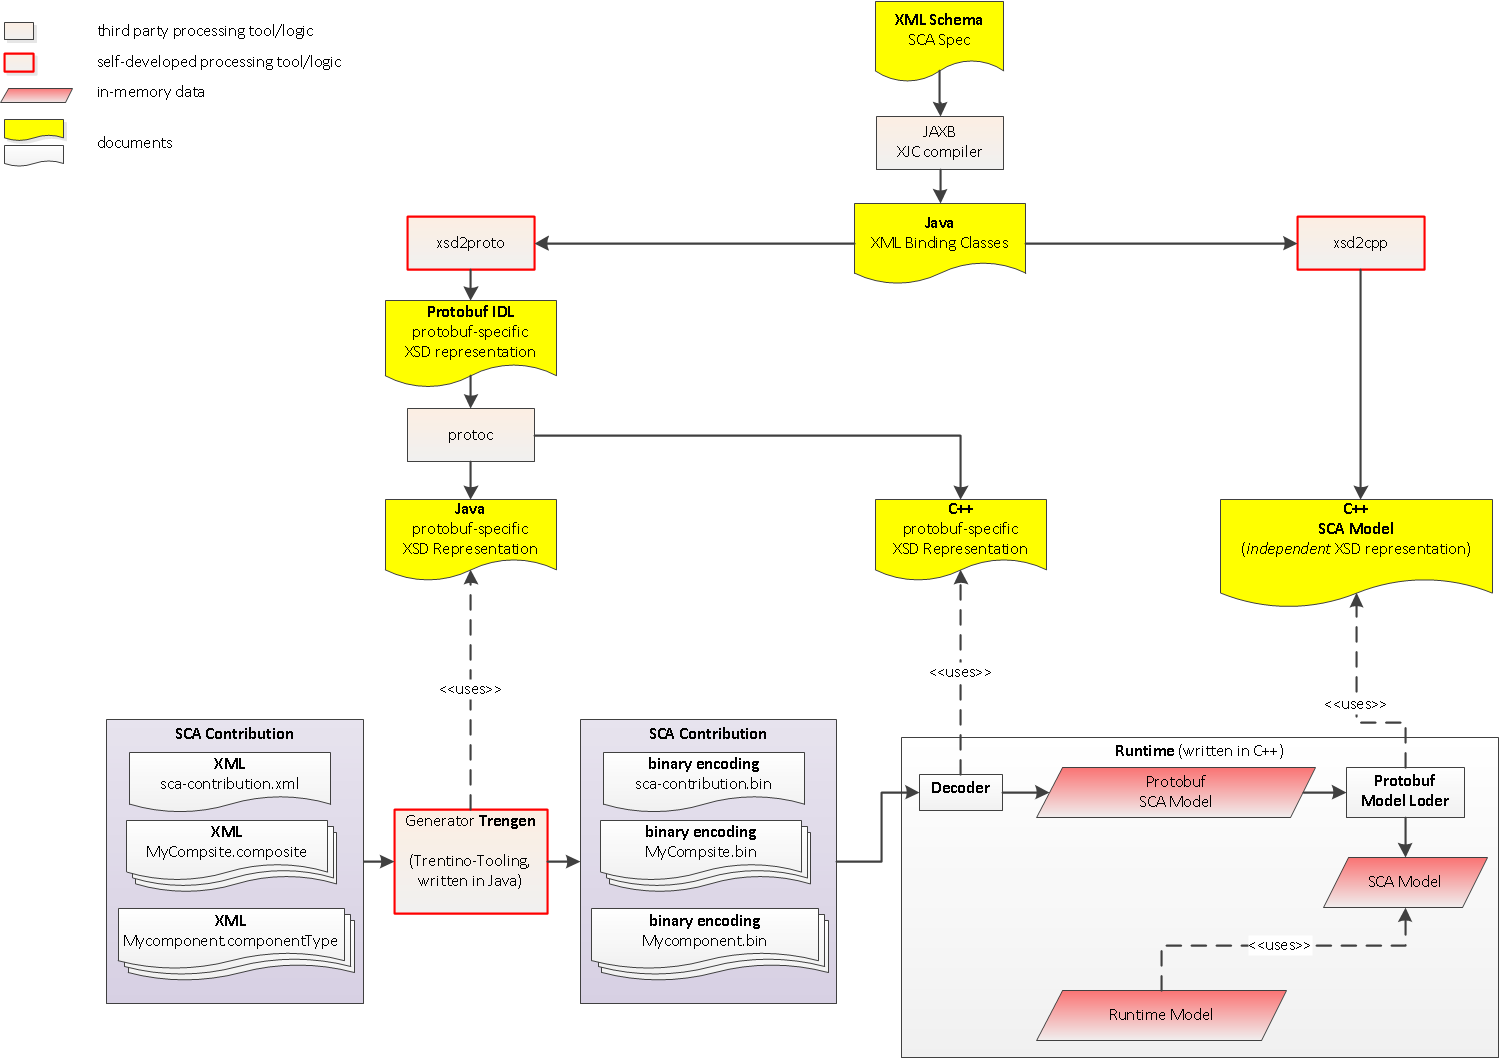 third party processing tool/logic
self-developed processing tool/logic
in-memory data
documents
XML Schema
SCA Spec
JAXB
XJC compiler
Java
XML Binding Classes
xsd2proto
xsd2cpp
Protobuf IDL
protobuf-specific
XSD representation
protoc
Java
protobuf-specific
XSD Representation
C++
protobuf-specific
XSD Representation
C++
SCA Model
(independent XSD representation)
<<uses>>
<<uses>>
<<uses>>
SCA Contribution
XML
sca-contribution.xml
XML
MyCompsite.composite
XML
Mycomponent.componentType
Generator Trengen
(Trentino-Tooling,
written in Java)
SCA Contribution
binary encoding
sca-contribution.bin
binary encoding
MyCompsite.bin
binary encoding
Mycomponent.bin
Runtime (written in C++)
Decoder
Protobuf
SCA Model
Protobuf
Model Loder
SCA Model
<<uses>>
Runtime Model